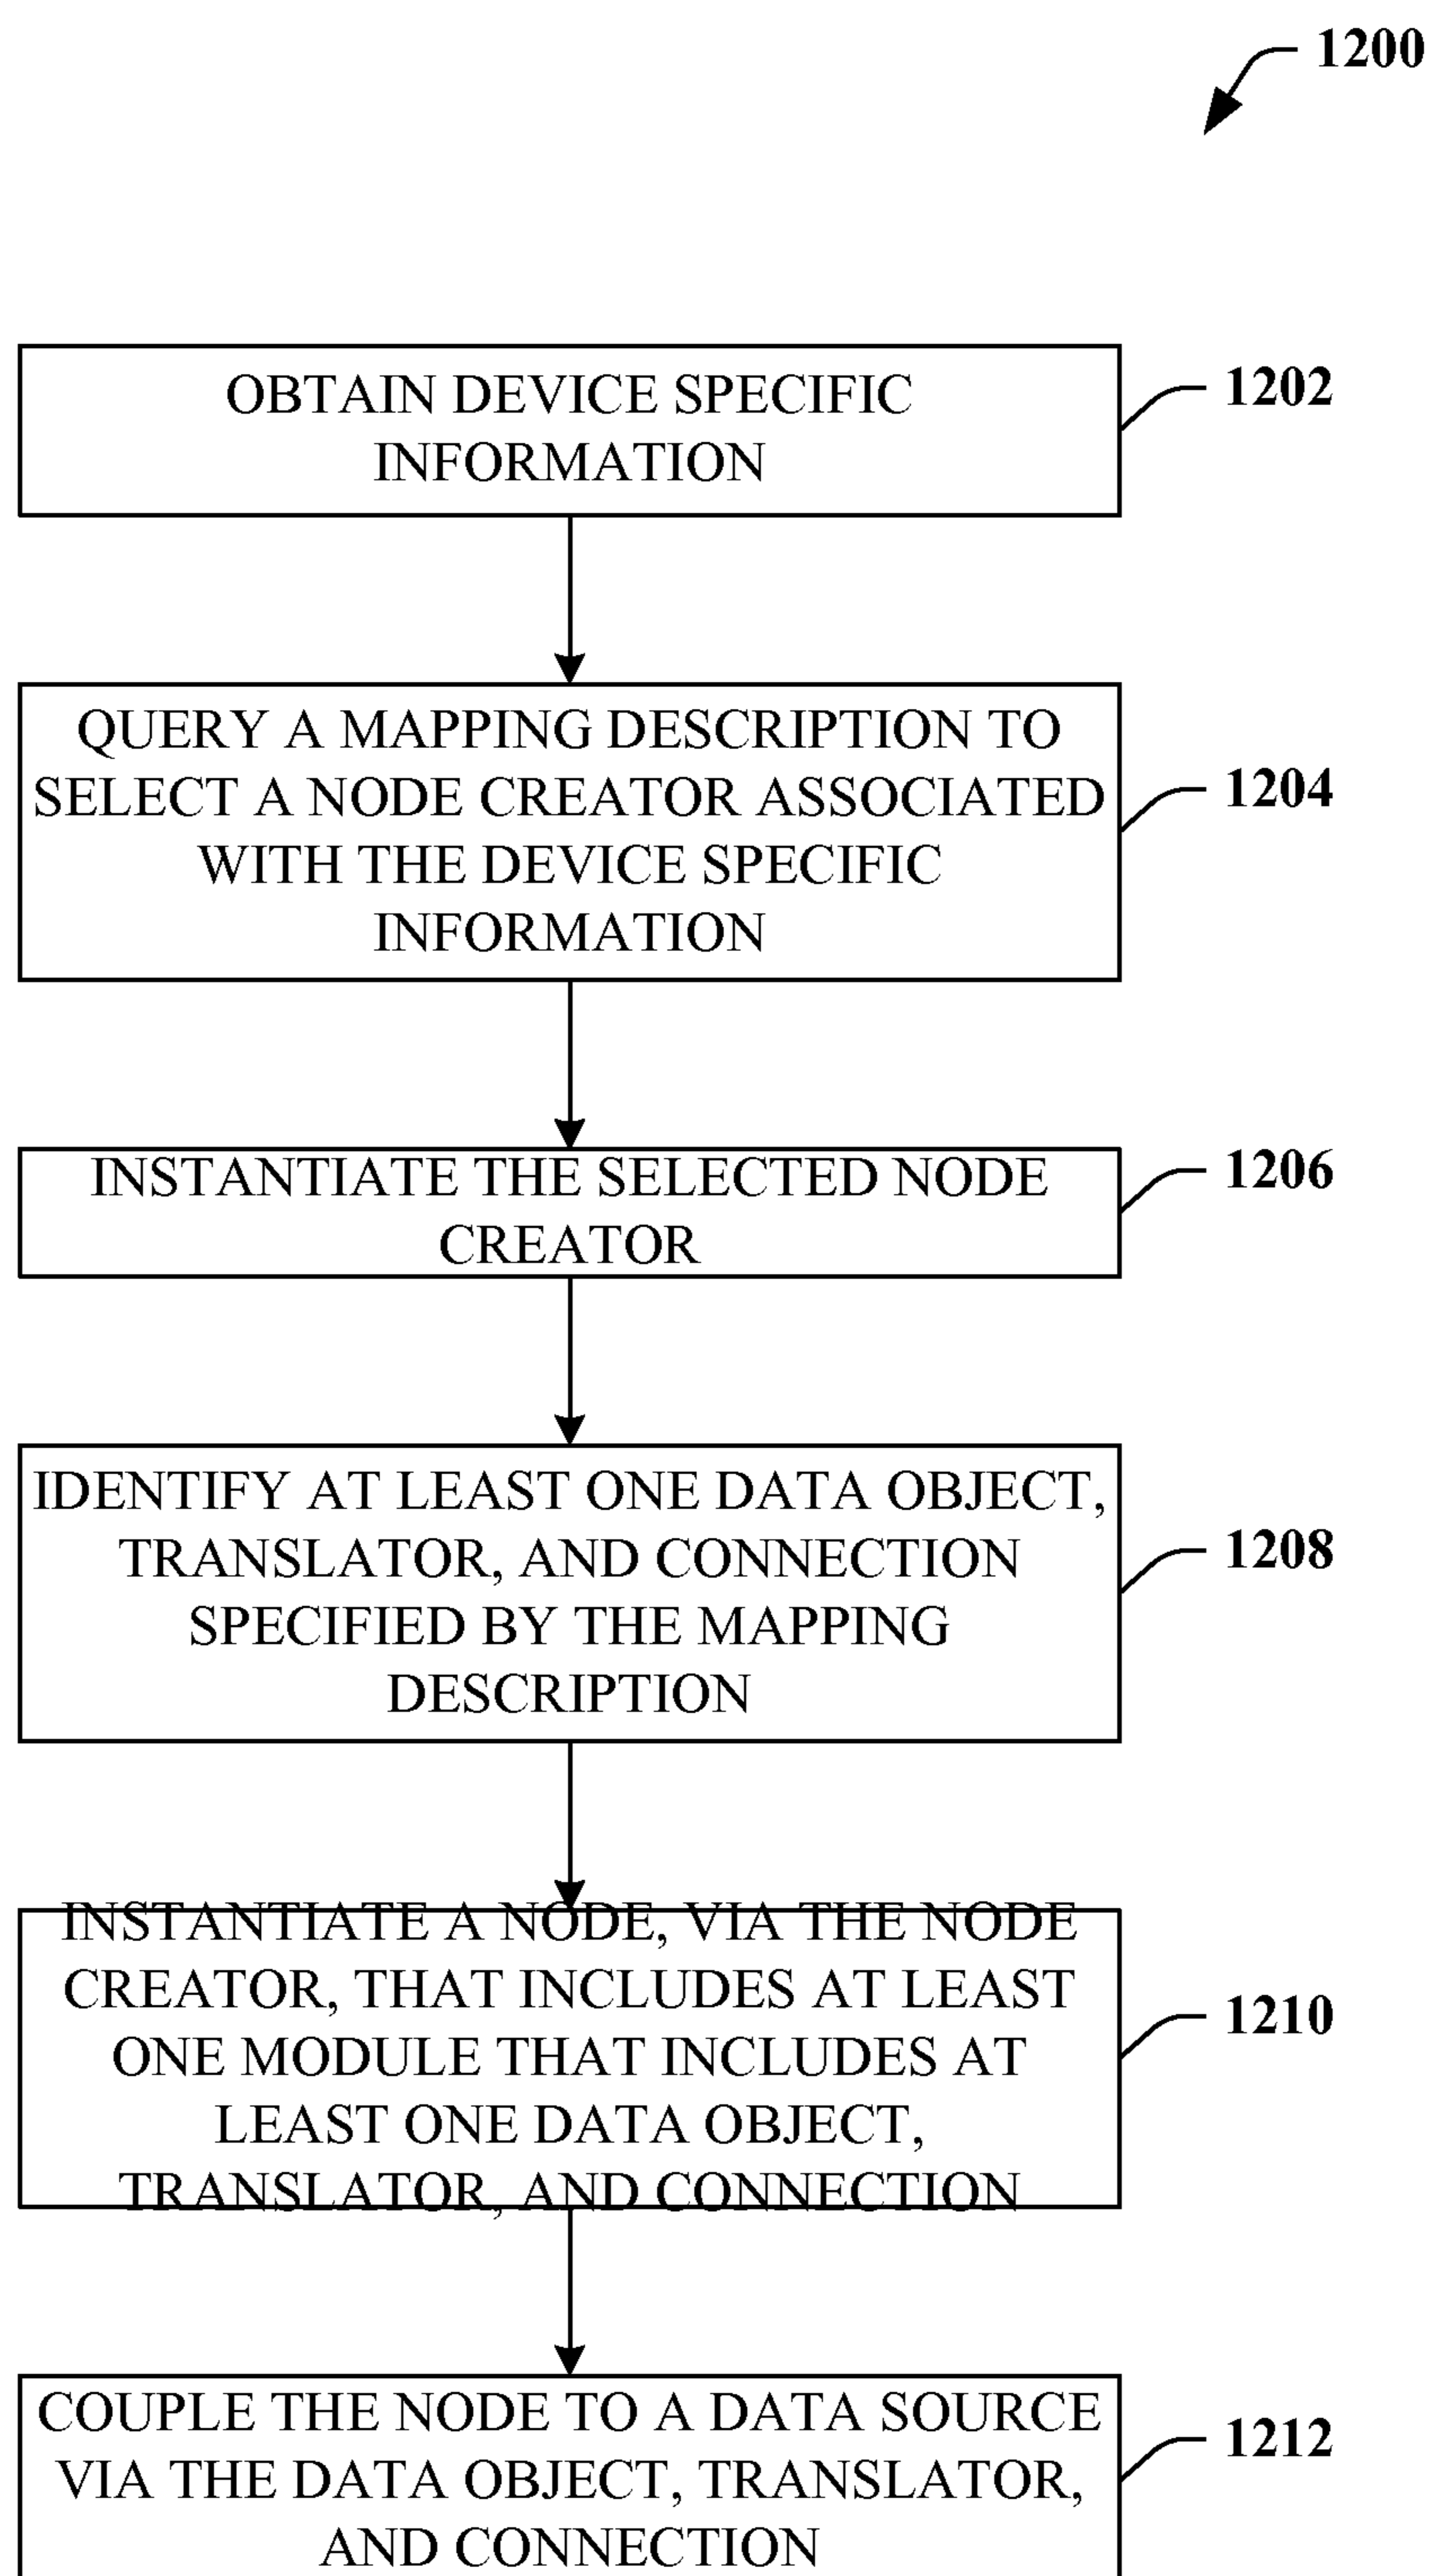 1200
OBTAIN DEVICE SPECIFIC
INFORMATION
1202
QUERY A MAPPING DESCRIPTION TO
SELECT A NODE CREATOR ASSOCIATED
WITH THE DEVICE SPECIFIC
INFORMATION
1204
INSTANTIATE THE SELECTED NODE
CREATOR
1206
IDENTIFY AT LEAST ONE DATA OBJECT,
TRANSLATOR, AND CONNECTION
SPECIFIED BY THE MAPPING
DESCRIPTION
1208
INSTANTIATE A NODE, VIA THE NODE
CREATOR, THAT INCLUDES AT LEAST
ONE MODULE THAT INCLUDES AT
LEAST ONE DATA OBJECT,
TRANSLATOR, AND CONNECTION
1210
COUPLE THE NODE TO A DATA SOURCE
VIA THE DATA OBJECT, TRANSLATOR,
AND CONNECTION
1212